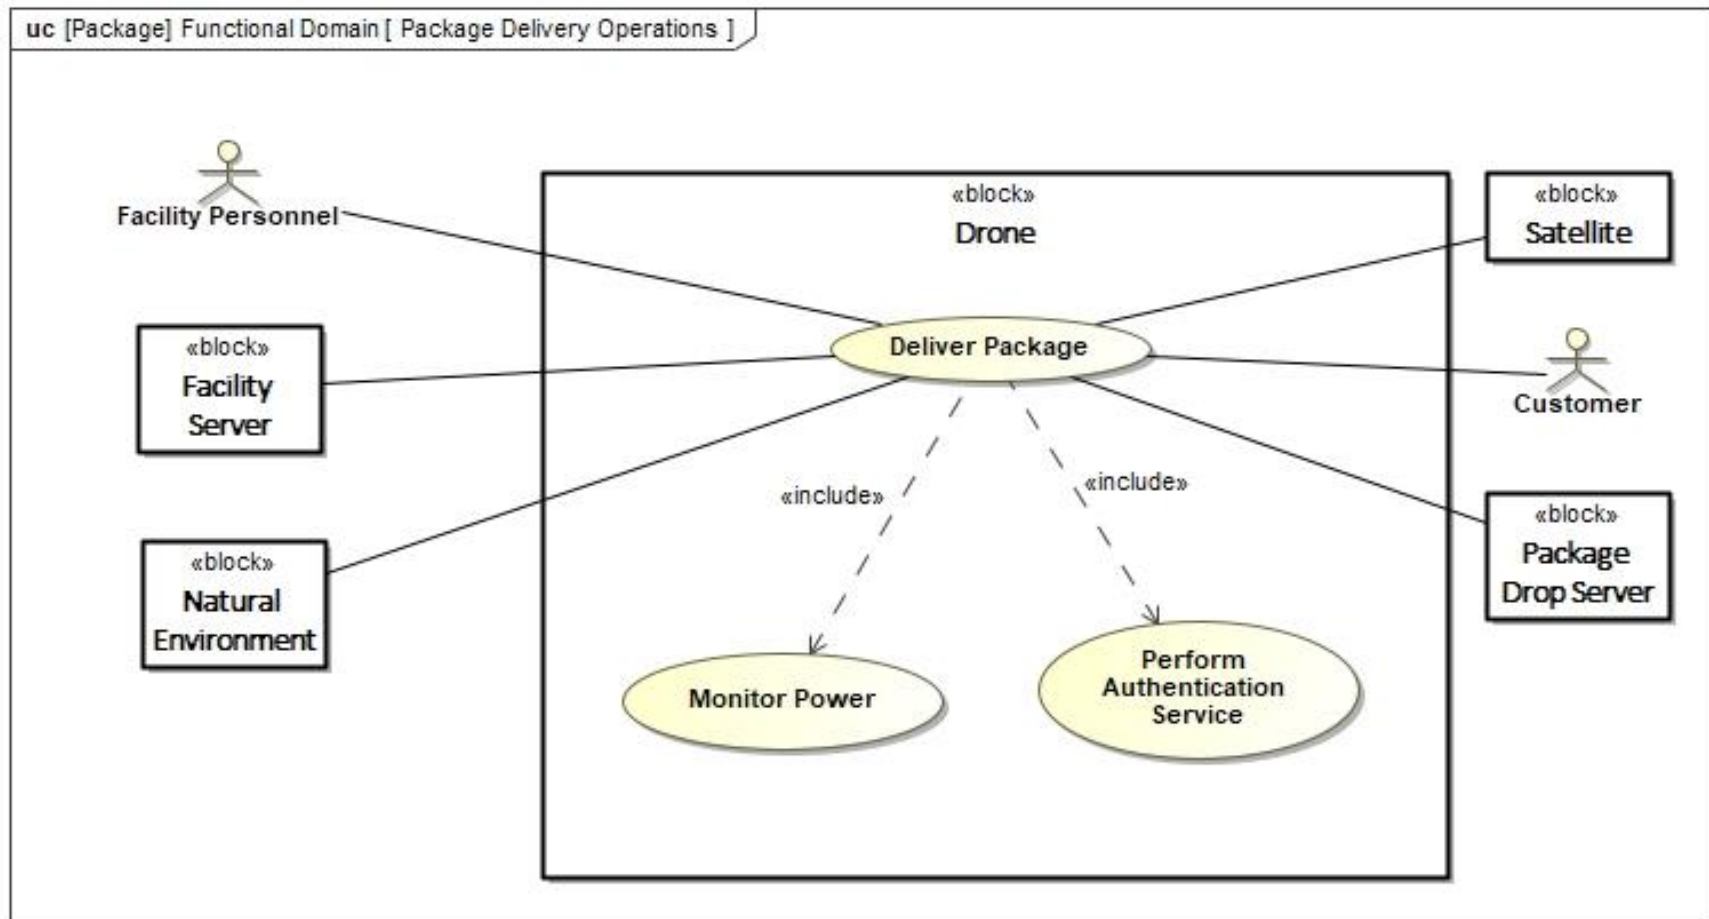 uc [Package] Functional Domain [ Package Delivery Operations ]
Facility Personnel
«block»
Drone
«block»
Satellite
«block»
Facility
Server
Deliver Package
Customer
«include»
«include»
«block»
Natural
Environment
«block»
Package
Drop Server
Monitor Power
Perform
Authentication
Service